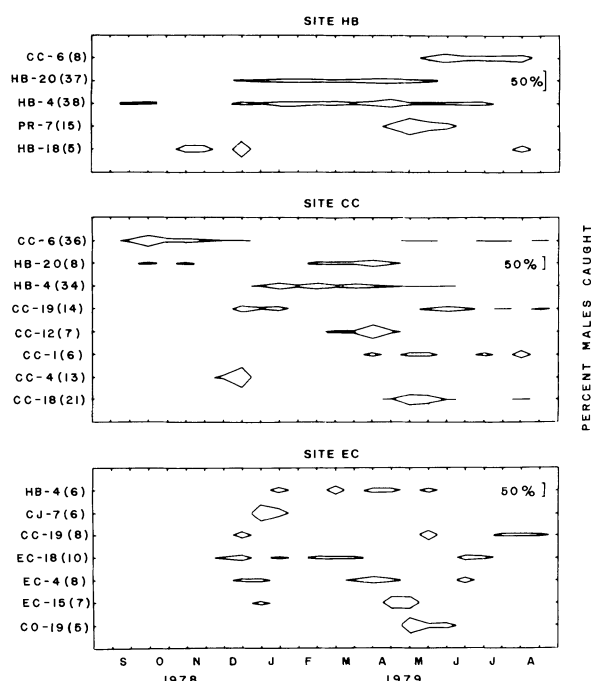 SITE HB
CC-6(8)
HB-20(37)
50%]
HB-4(38)
PR-7(15)
HB-18(5)
SITE CC
CC-6(36)
HB-20(8)
50%]
HB-4(34)
CC-19(14)
CC-12(7)
CC-1(6)
CC-4(13)
CC-18(21)
PERCENT MALES CAUGHT
SITE EC
HB-4(6)
50%]
CJ-7(6)
CC-19(8)
EC-18(10)
EC-4(8)
EC-15(7)
CO-19(5)
S O N D J F M A M J J A
1978 1979